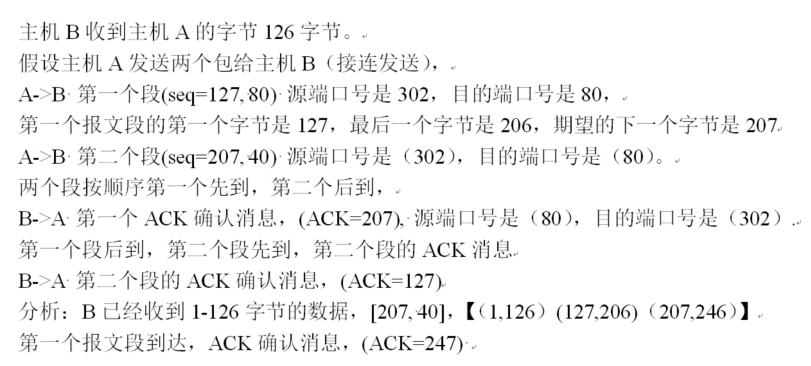 主机 B 收到主机 A 的字节 126 字节。
假设主机 A 发送两个包给主机 B（接连发送），
A->B 第一个段(seq=127, 80) 源端口号是 302，目的端口号是 80，
第一个报文段的第一个字节是 127，最后一个字节是 206，期望的下一个字节是 207
A->B 第二个段(seq=207, 40) 源端口号是（302），目的端口号是（80）。
两个段按顺序第一个先到，第二个后到，
B->A 第一个 ACK 确认消息，(ACK=207), 源端口号是（80），目的端口号是（302）.
第一个段后到，第二个段先到，第二个段的 ACK 消息
B->A 第二个段的 ACK 确认消息，(ACK=127)
分析：B 已经收到 1-126 字节的数据，[207, 40]，【（1,126）(127,206)（207,246)】
第一个报文段到达，ACK 确认消息，(ACK=247)